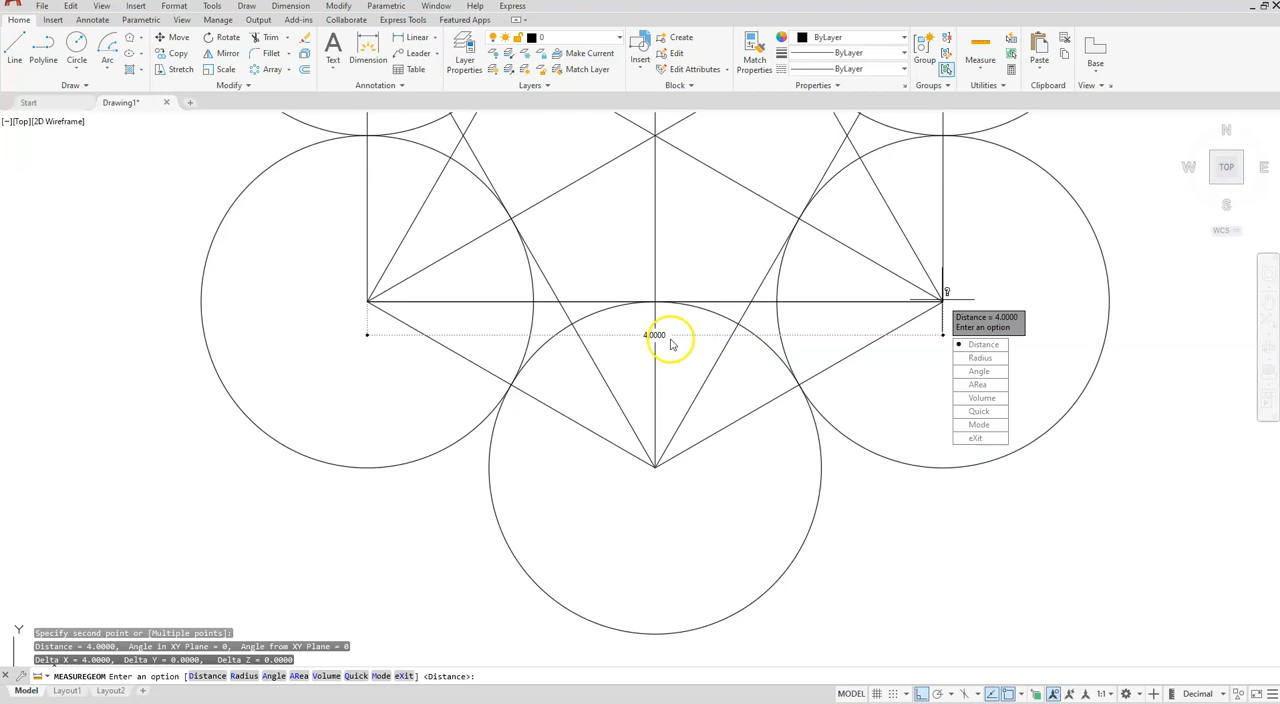 File Edit View Insert Format Tools Draw Dimension Modify Parametric Window Help Express
Home Insert Annotate Parametric View Manage Output Add-ins Collaborate Express Tools Featured Apps
Line Polyline Circle Arc
Move Rotate Trim
Copy Mirror Fillet
Stretch Scale Array
Draw Modify
Text Dimension
Linear
Leader
Table
Annotation
Layer Properties
0
Make Current
Match Layer
Layers
Insert
Create
Edit
Edit Attributes
Block
Match Properties
ByLayer
ByLayer
ByLayer
Properties
Group
Groups
Measure
Utilities
Paste
Clipboard
Base
View
Start Drawing1*
[−][Top][2D Wireframe]
N
W TOP E
S
WCS
4.0000
Distance = 4.0000
Enter an option
Distance
Radius
Angle
ARea
Volume
Quick
Mode
eXit
Y
Specify second point or [Multiple points]:
Distance = 4.0000, Angle in XY Plane = 0, Angle from XY Plane = 0
Delta X = 4.0000, Delta Y = 0.0000, Delta Z = 0.0000
MEASUREGEOM Enter an option [Distance Radius Angle ARea Volume Quick Mode eXit] <Distance>:
Model Layout1 Layout2
MODEL 1:1 Decimal